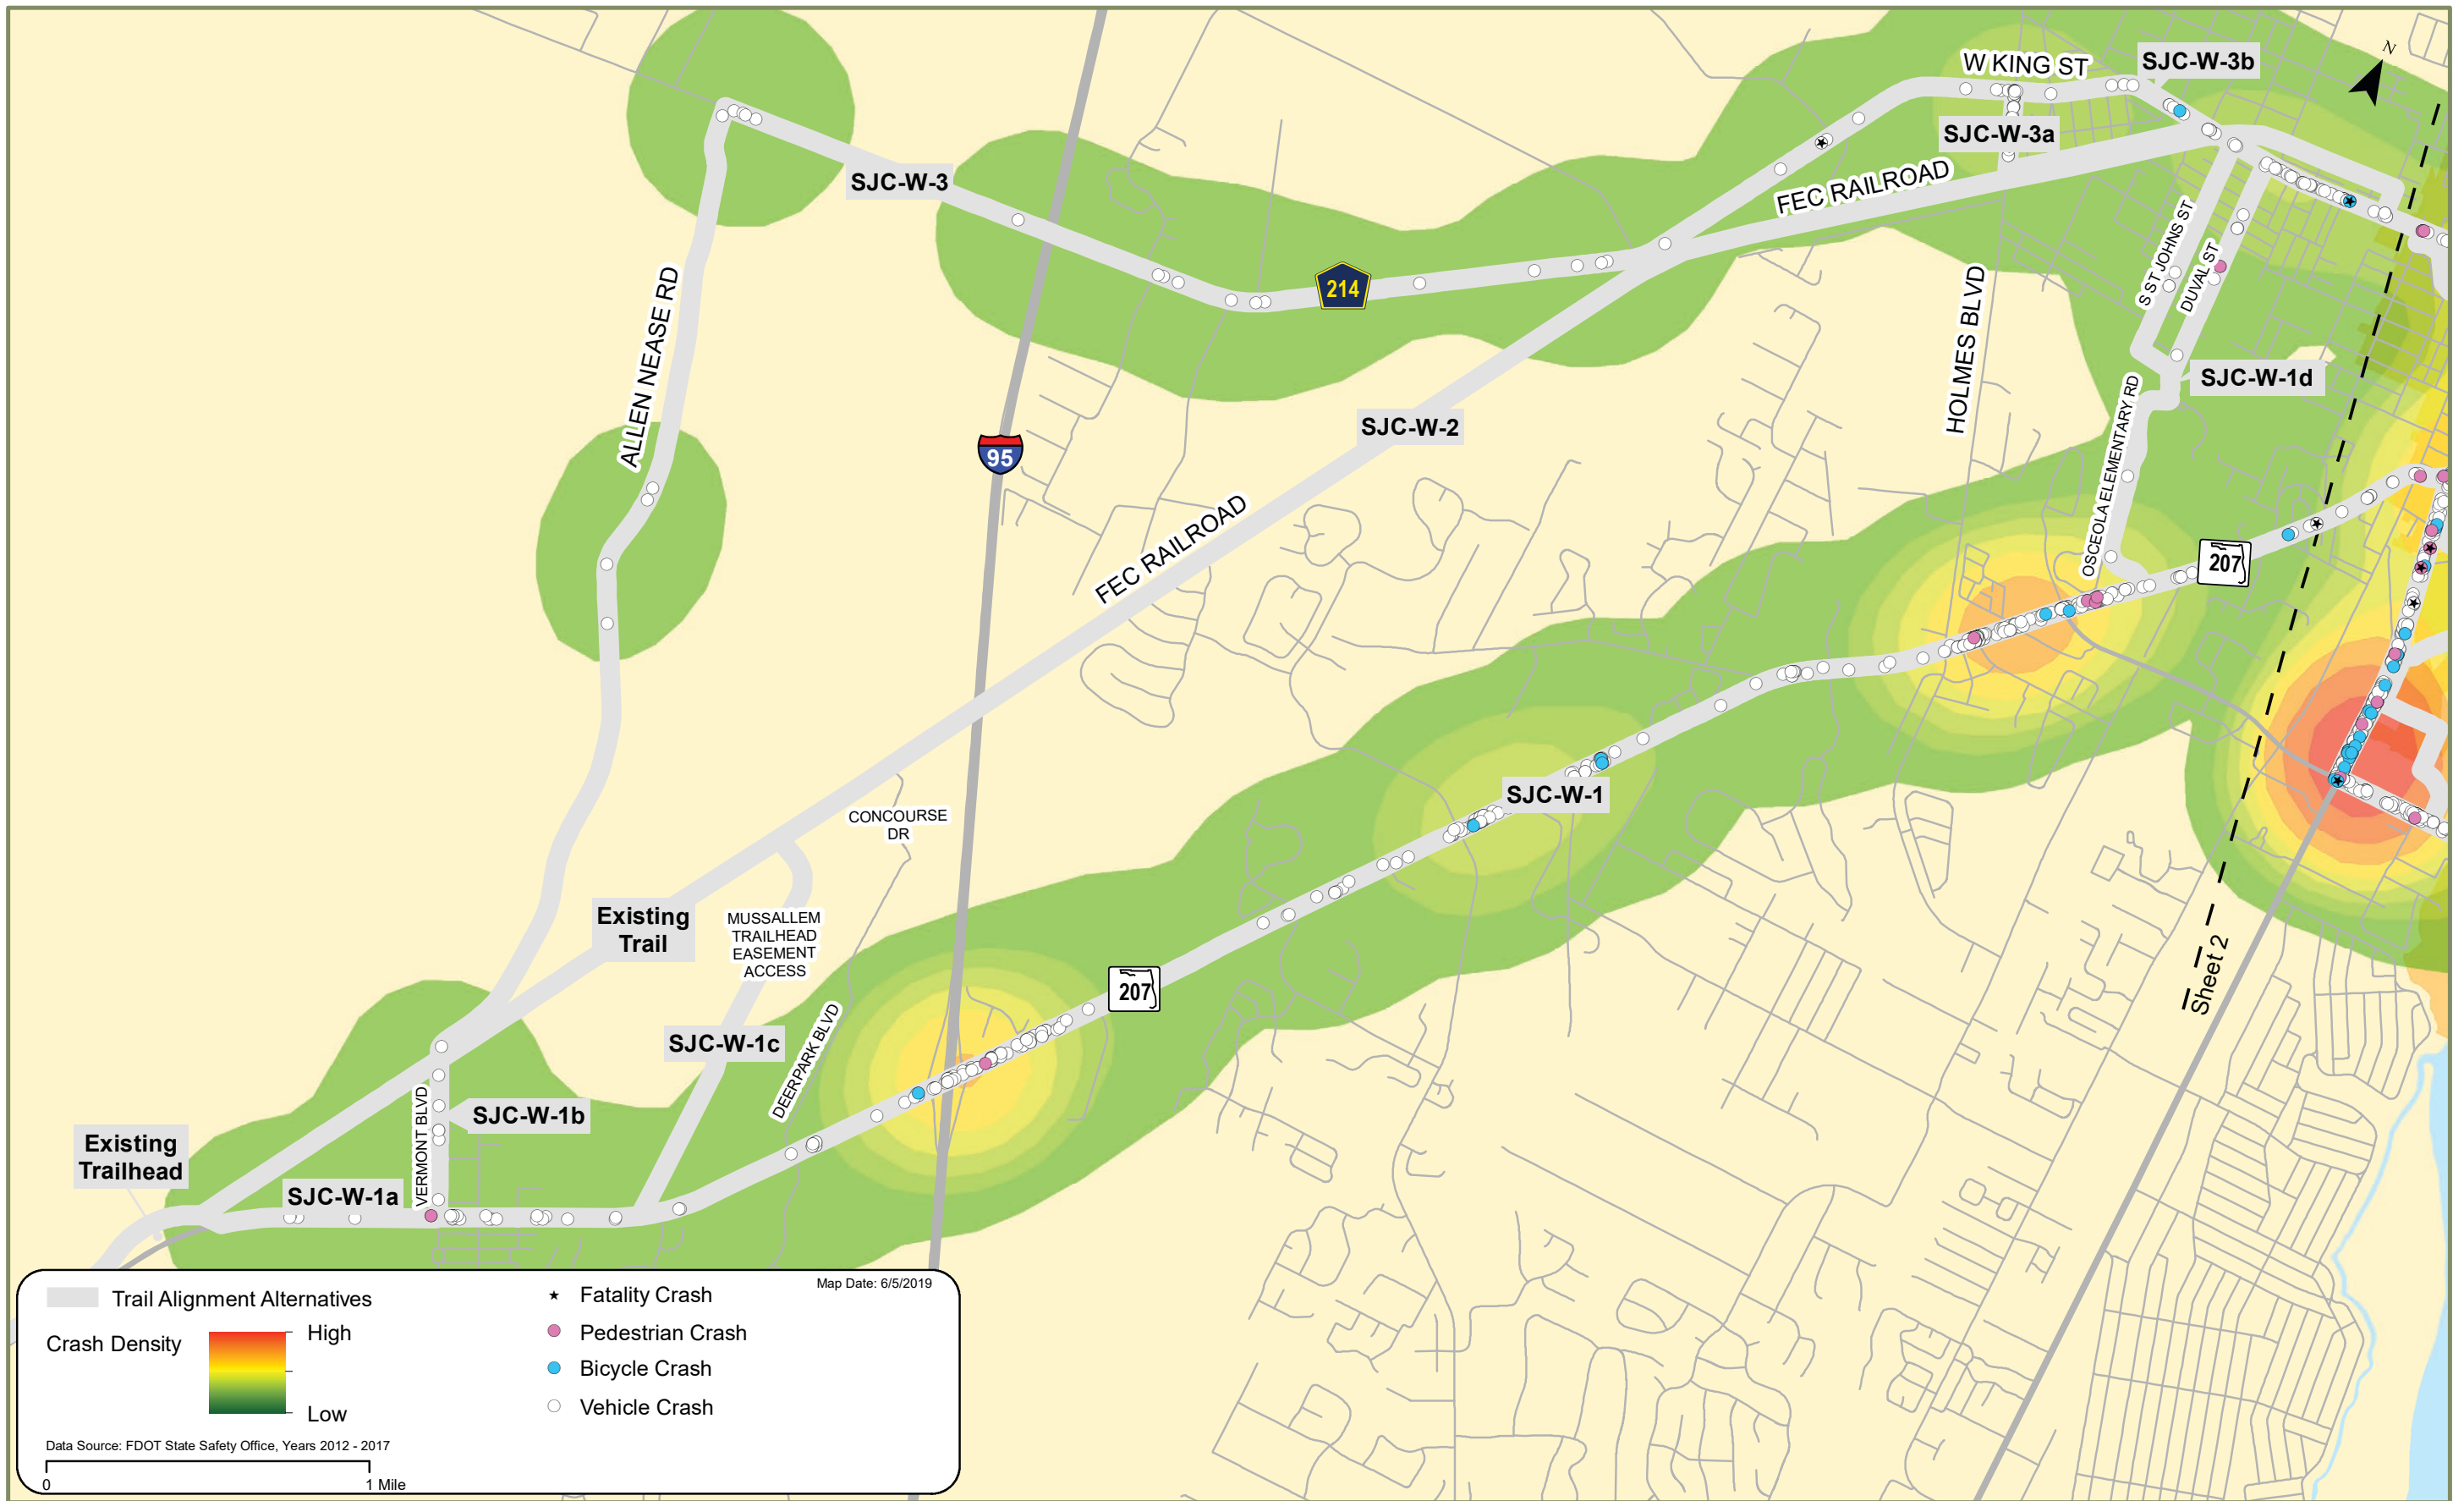 N
W KING ST
SJC-W-3b
SJC-W-3a
SJC-W-3
FEC RAILROAD
S ST JOHNS ST
DUVAL ST
214
ALLEN NEASE RD
HOLMES BLVD
SJC-W-1d
SJC-W-2
95
OSCEOLA ELEMENTARY RD
FEC RAILROAD
207
CONCOURSE
DR
SJC-W-1
Existing
Trail
MUSSALLEM
TRAILHEAD
EASEMENT
ACCESS
Sheet 2
207
SJC-W-1c
DEERPARK BLVD
VERMONT BLVD
SJC-W-1b
Existing
Trailhead
SJC-W-1a
Map Date: 6/5/2019
Trail Alignment Alternatives
Crash Density
High
Low
Fatality Crash
Pedestrian Crash
Bicycle Crash
Vehicle Crash
Data Source: FDOT State Safety Office, Years 2012 - 2017
0
1 Mile